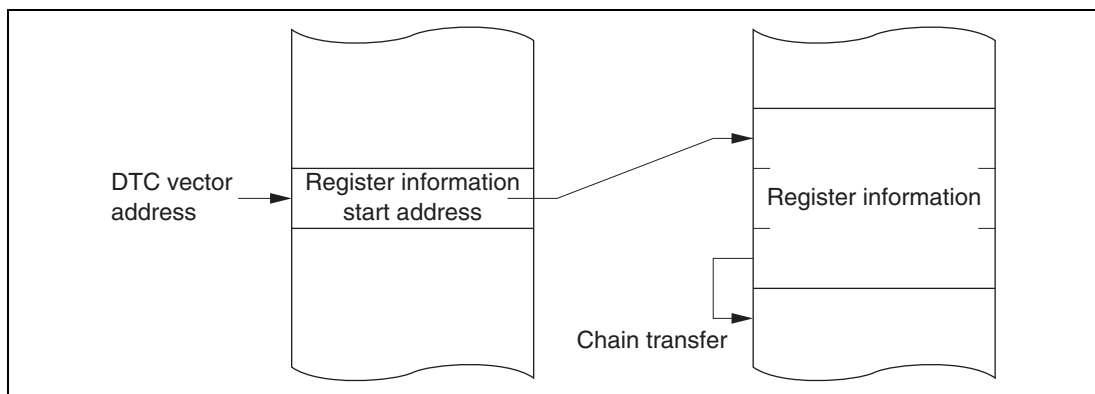 DTC vector
address
Register information
start address
Register information
Chain transfer